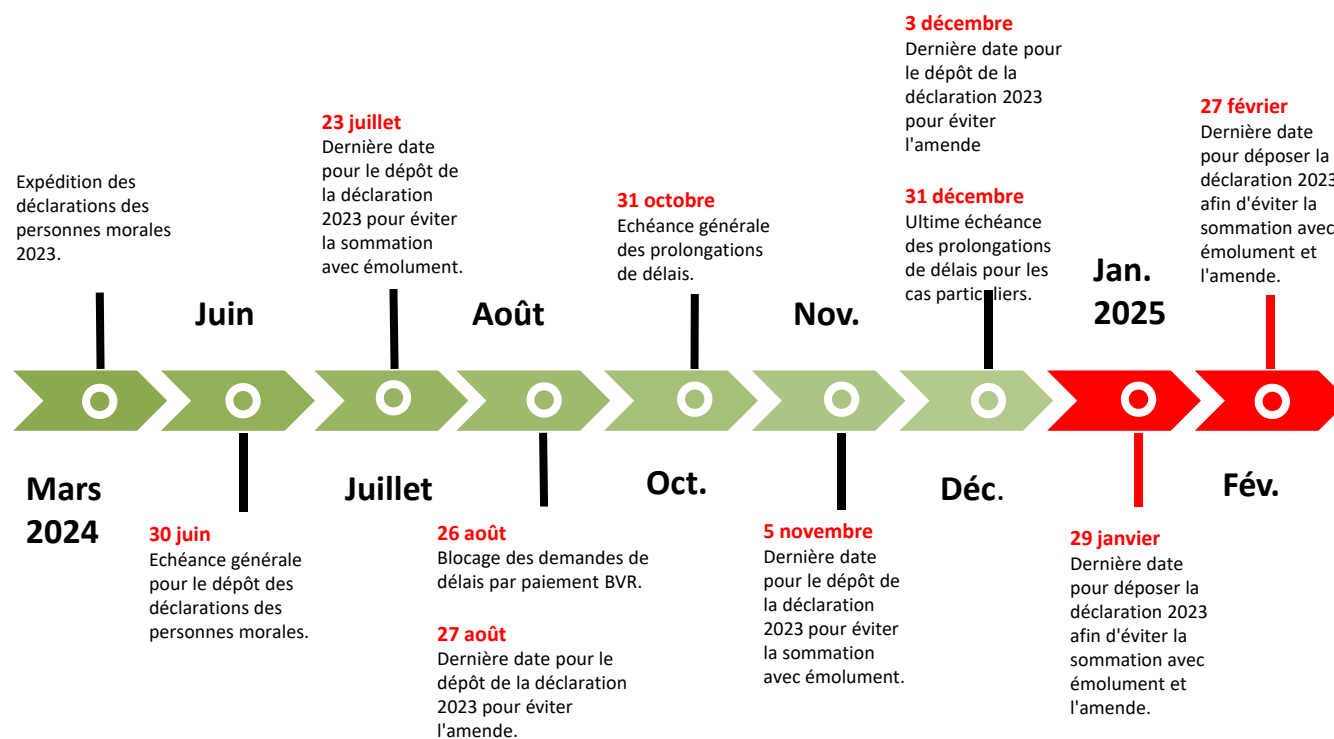 Expédition des
déclarations des
personnes morales
2023.
Mars
2024
Juin
30 juin
Echéance générale
pour le dépôt des
déclarations des
personnes morales.
23 juillet
Dernière date
pour le dépôt de
la déclaration
2023 pour éviter
la sommation
avec émolument.
Juillet
Août
26 août
Blocage des demandes de
délais par paiement BVR.
27 août
Dernière date pour le
dépôt de la déclaration
2023 pour éviter
l'amende.
31 octobre
Echéance générale
des prolongations
de délais.
Oct.
Nov.
5 novembre
Dernière date
pour le dépôt de
la déclaration
2023 pour éviter
la sommation
avec émolument.
3 décembre
Dernière date pour
le dépôt de la
déclaration 2023
pour éviter
l'amende
31 décembre
Ultime échéance
des prolongations
de délais pour les
cas particuliers.
Déc.
Jan.
2025
29 janvier
Dernière date
pour déposer la
déclaration 2023
afin d'éviter la
sommation avec
émolument et
l'amende.
27 février
Dernière date
pour déposer la
déclaration 2023
afin d'éviter la
sommation avec
émolument et
l'amende.
Fév.